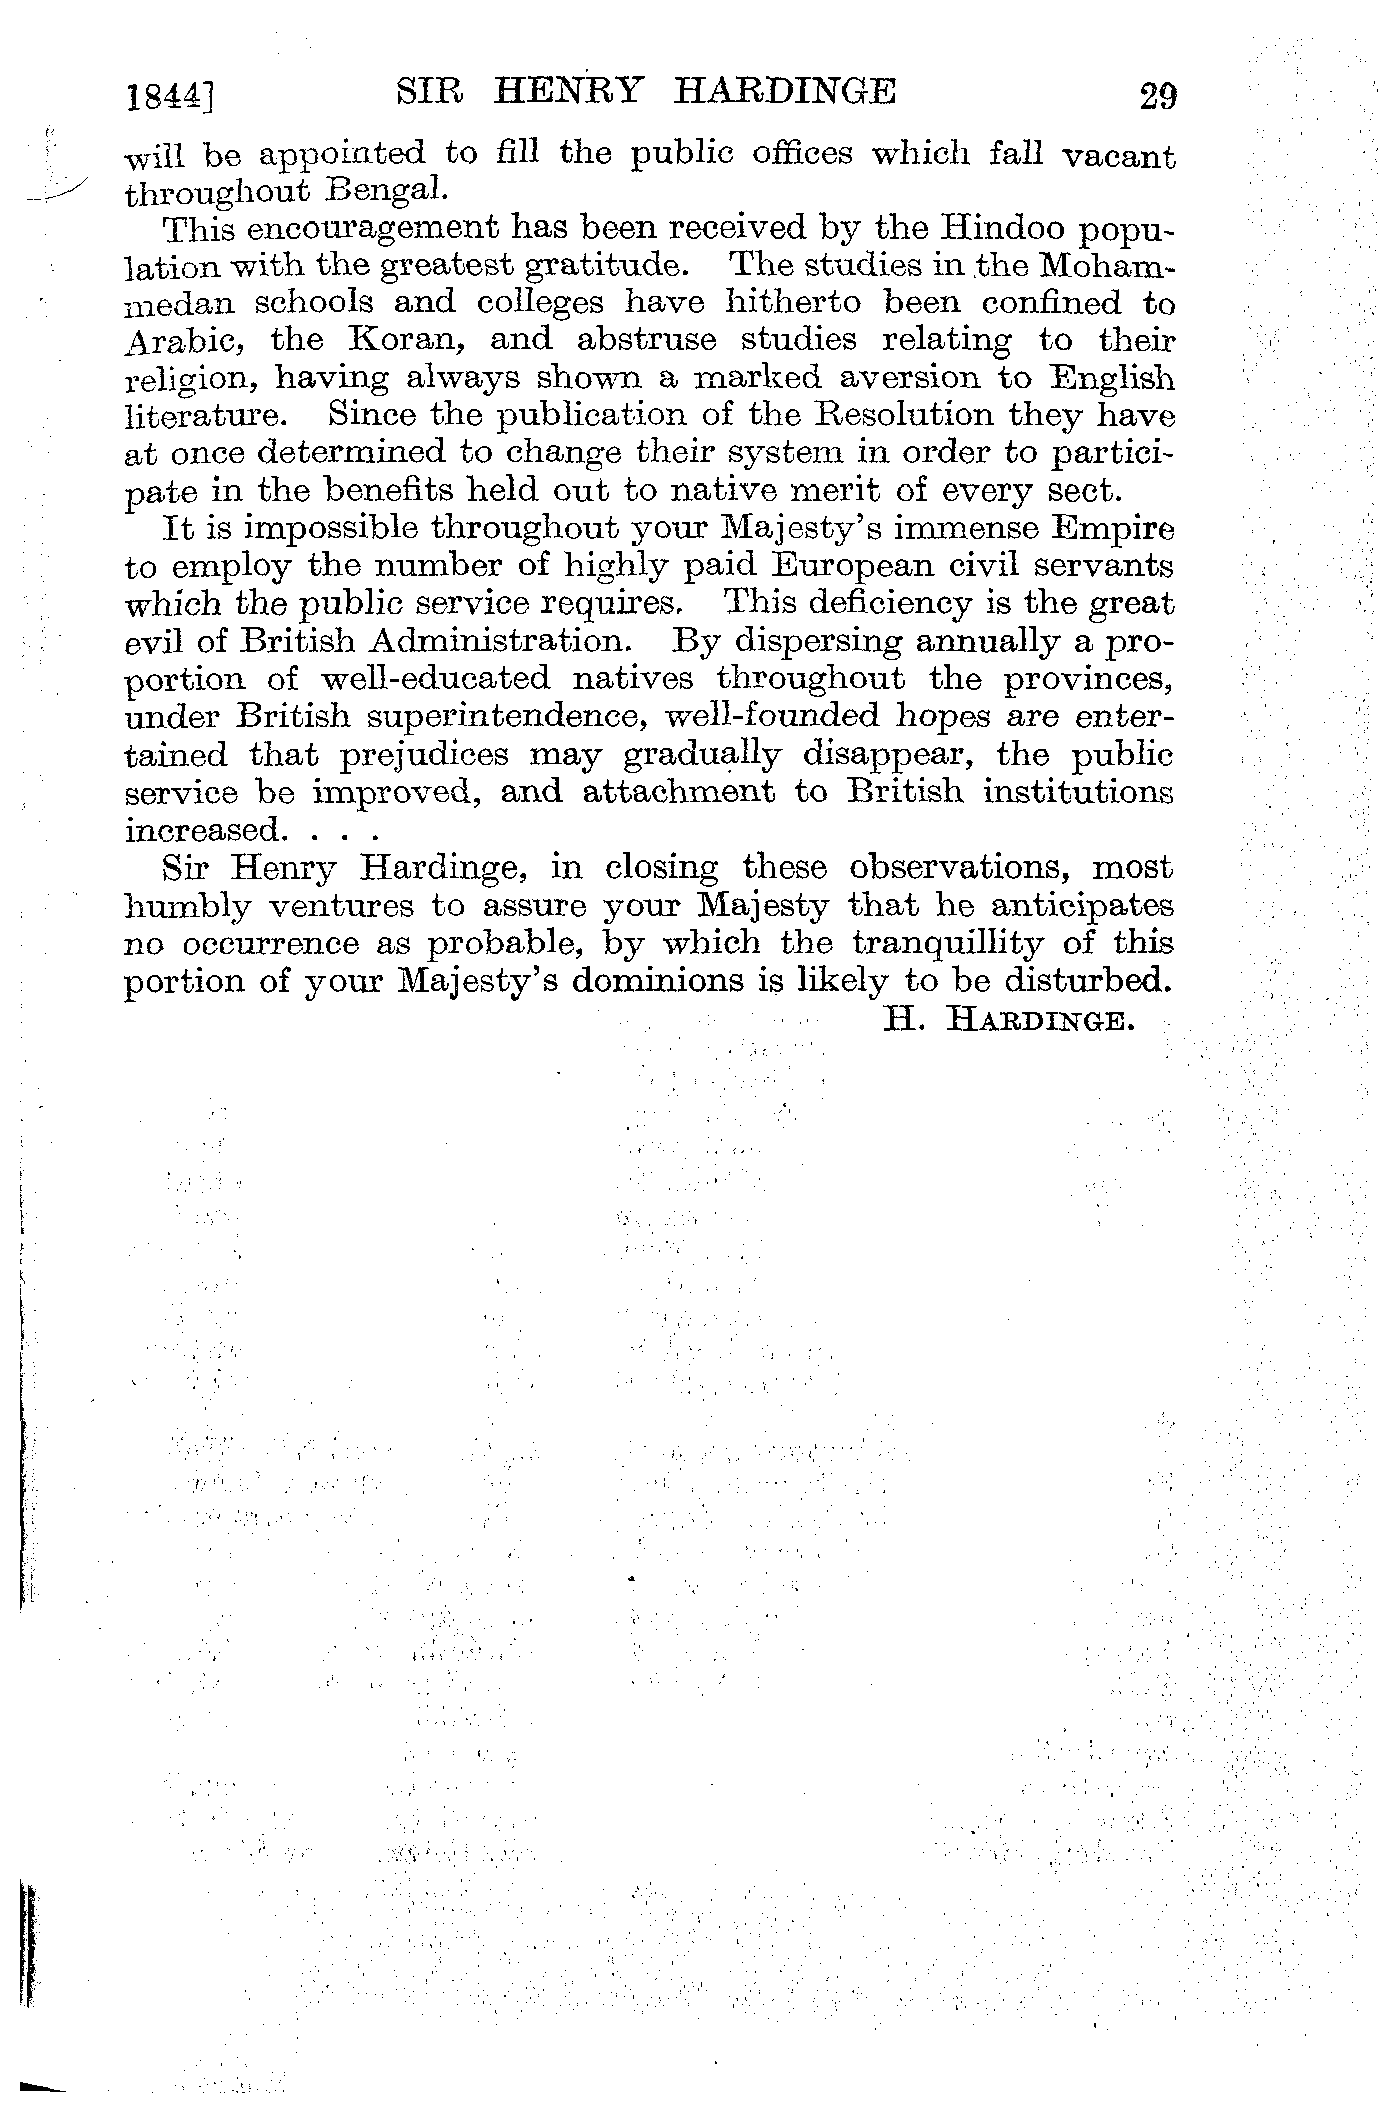 1844] SIR HENRY HARDINGE 29
will be appointed to fill the public offices which fall vacant
throughout Bengal.
This encouragement has been received by the Hindoo popu-
lation with the greatest gratitude. The studies in the Moham-
medan schools and colleges have hitherto been confined to
Arabic, the Koran, and abstruse studies relating to their
religion, having always shown a marked aversion to English
literature. Since the publication of the Resolution they have
at once determined to change their system in order to partici-
pate in the benefits held out to native merit of every sect.
It is impossible throughout your Majesty's immense Empire
to employ the number of highly paid European civil servants
which the public service requires. This deficiency is the great
evil of British Administration. By dispersing annually a pro-
portion of well-educated natives throughout the provinces,
under British superintendence, well-founded hopes are enter-
tained that prejudices may gradually disappear, the public
service be improved, and attachment to British institutions
increased. . . .
Sir Henry Hardinge, in closing these observations, most
humbly ventures to assure your Majesty that he anticipates
no occurrence as probable, by which the tranquillity of this
portion of your Majesty's dominions is likely to be disturbed.
H. HARDINGE.